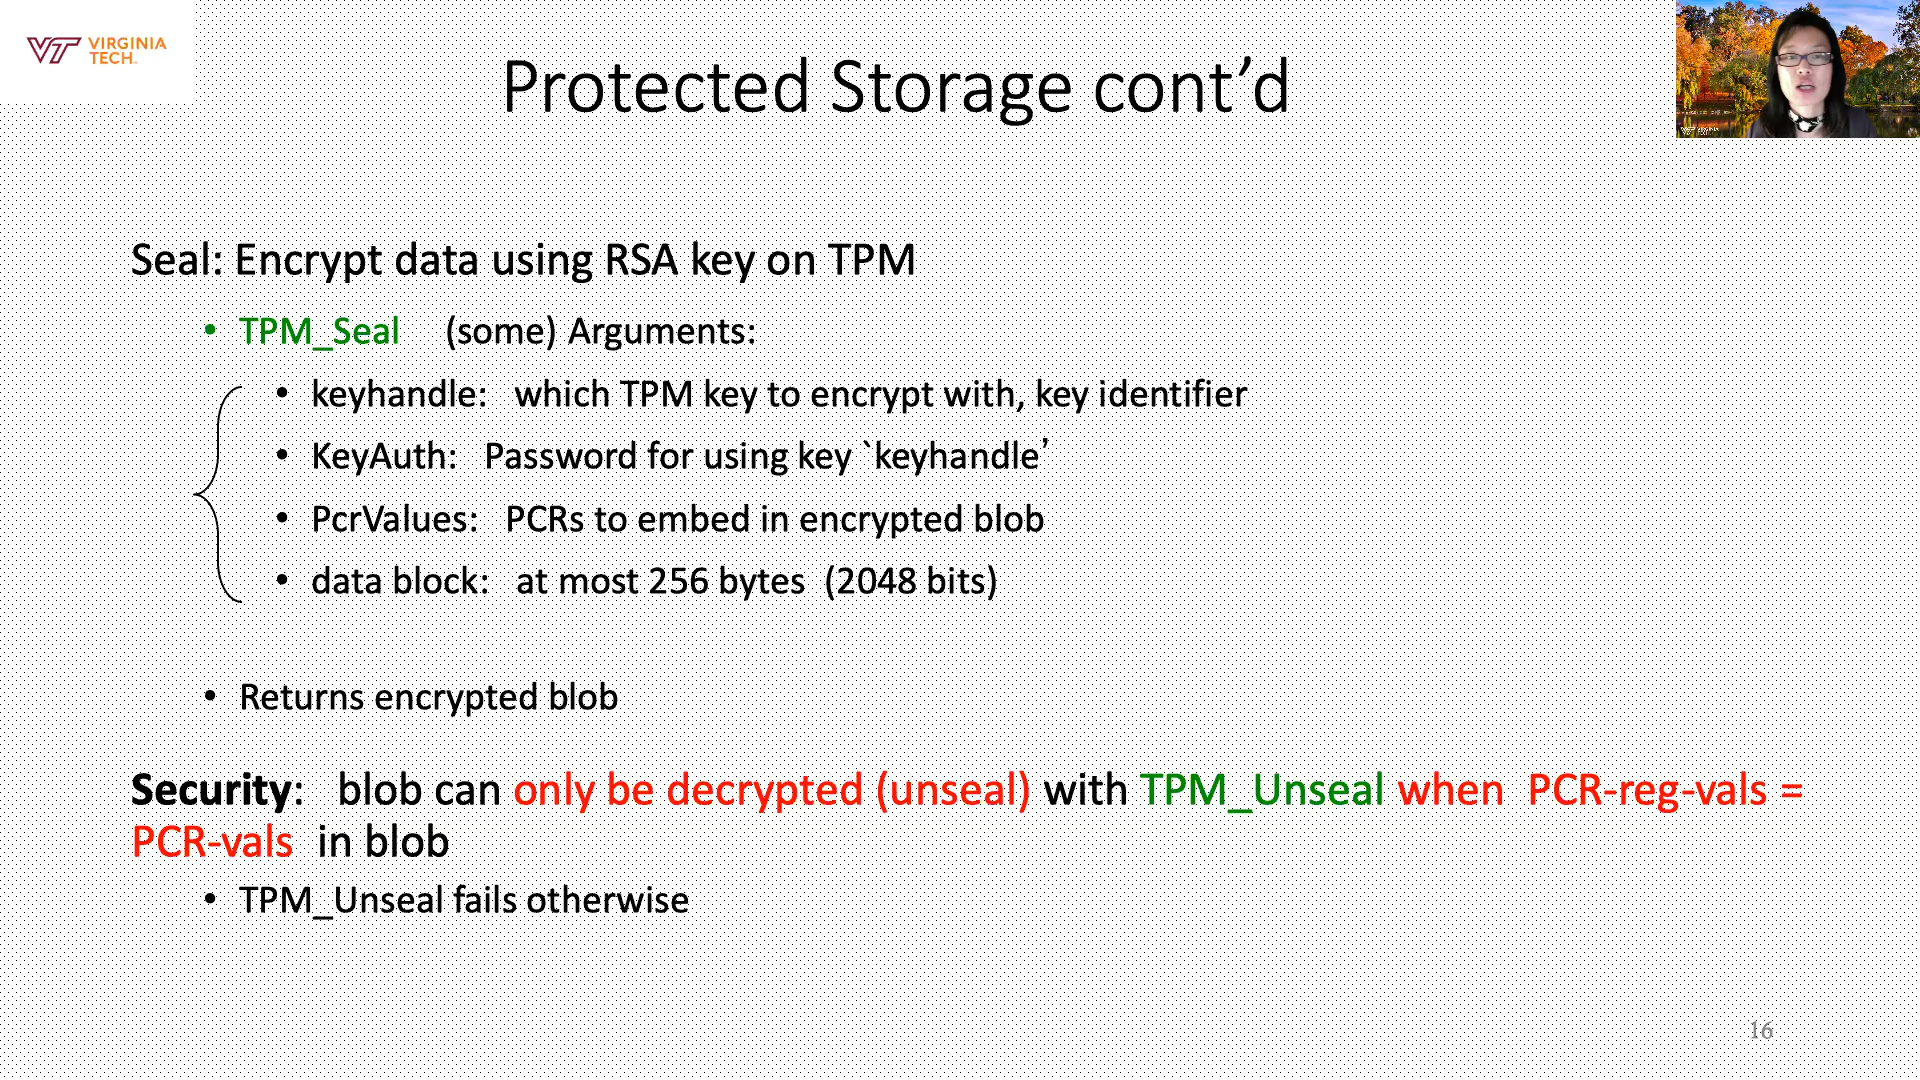 VT VIRGINIA
TECH
Protected Storage cont’d
Seal: Encrypt data using RSA key on TPM
• TPM_Seal (some) Arguments:
• keyhandle: which TPM key to encrypt with, key identifier
• KeyAuth: Password for using key `keyhandle’
• PcrValues: PCRs to embed in encrypted blob
• data block: at most 256 bytes (2048 bits)
• Returns encrypted blob
Security: blob can only be decrypted (unseal) with TPM_Unseal when PCR-reg-vals =
PCR-vals in blob
• TPM_Unseal fails otherwise
16